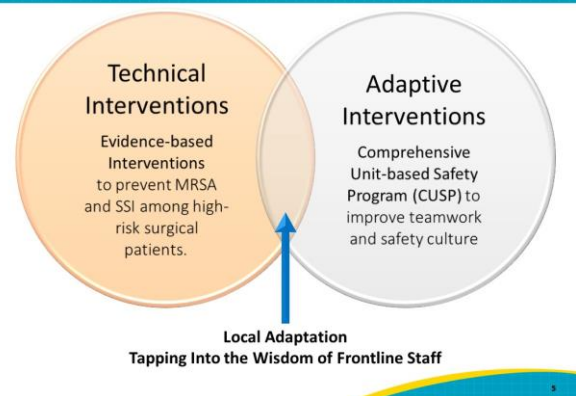 Technical
Interventions
Evidence-based
Interventions
to prevent MRSA
and SSI among high-
risk surgical
patients.
Adaptive
Interventions
Comprehensive
Unit-based Safety
Program (CUSP) to
improve teamwork
and safety culture
Local Adaptation
Tapping Into the Wisdom of Frontline Staff
5